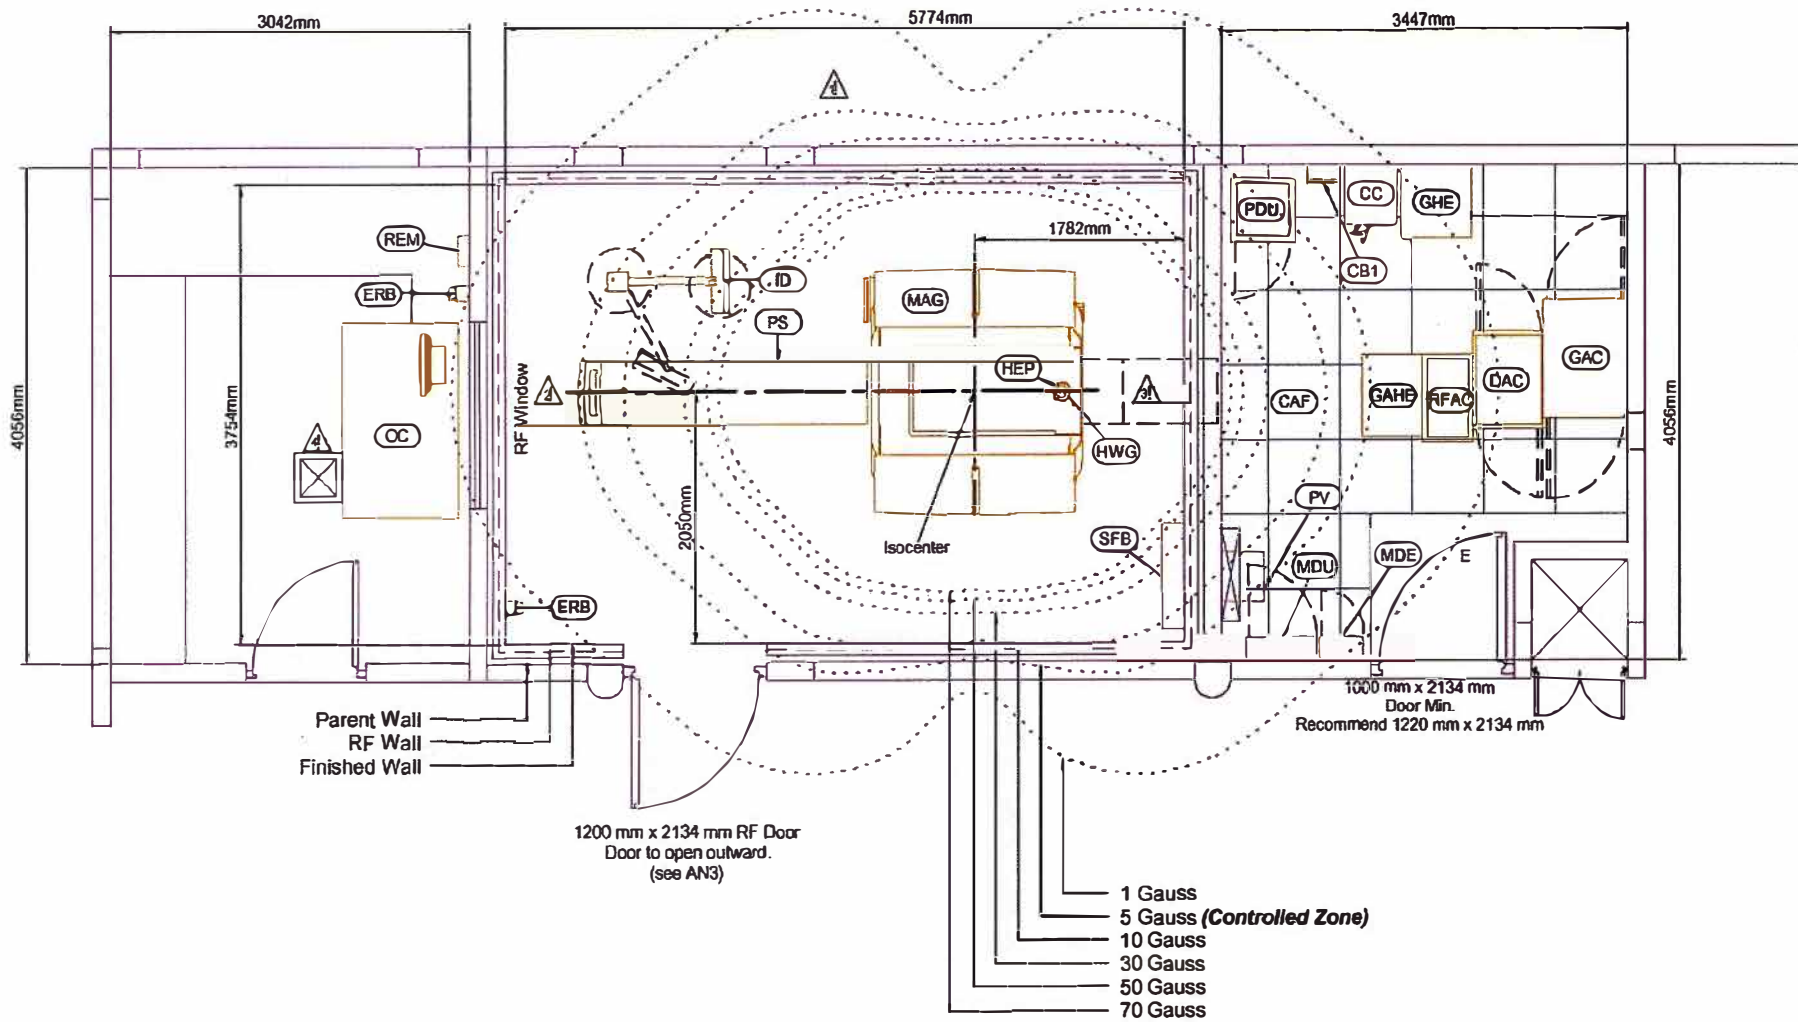 3042mm
5774mm
3447mm
1782mm
PDU
CC
GHE
REM
CB1
ERB
ID
MAG
PS
HEP
GAC
DAC
GAHE
RFAC
CAF
RF Window
2
3!
4056mm
3754mm
OC
HWG
4056mm
2050mm
PV
Isocenter
SFB
MDU
MDE
E
ERB
1000 mm x 2134 mm
Door Min.
Recommend 1220 mm x 2134 mm
Parent Wall
RF Wall
Finished Wall
1200 mm x 2134 mm RF Door
Door to open outward.
(see AN3)
1 Gauss
5 Gauss (Controlled Zone)
10 Gauss
30 Gauss
50 Gauss
70 Gauss